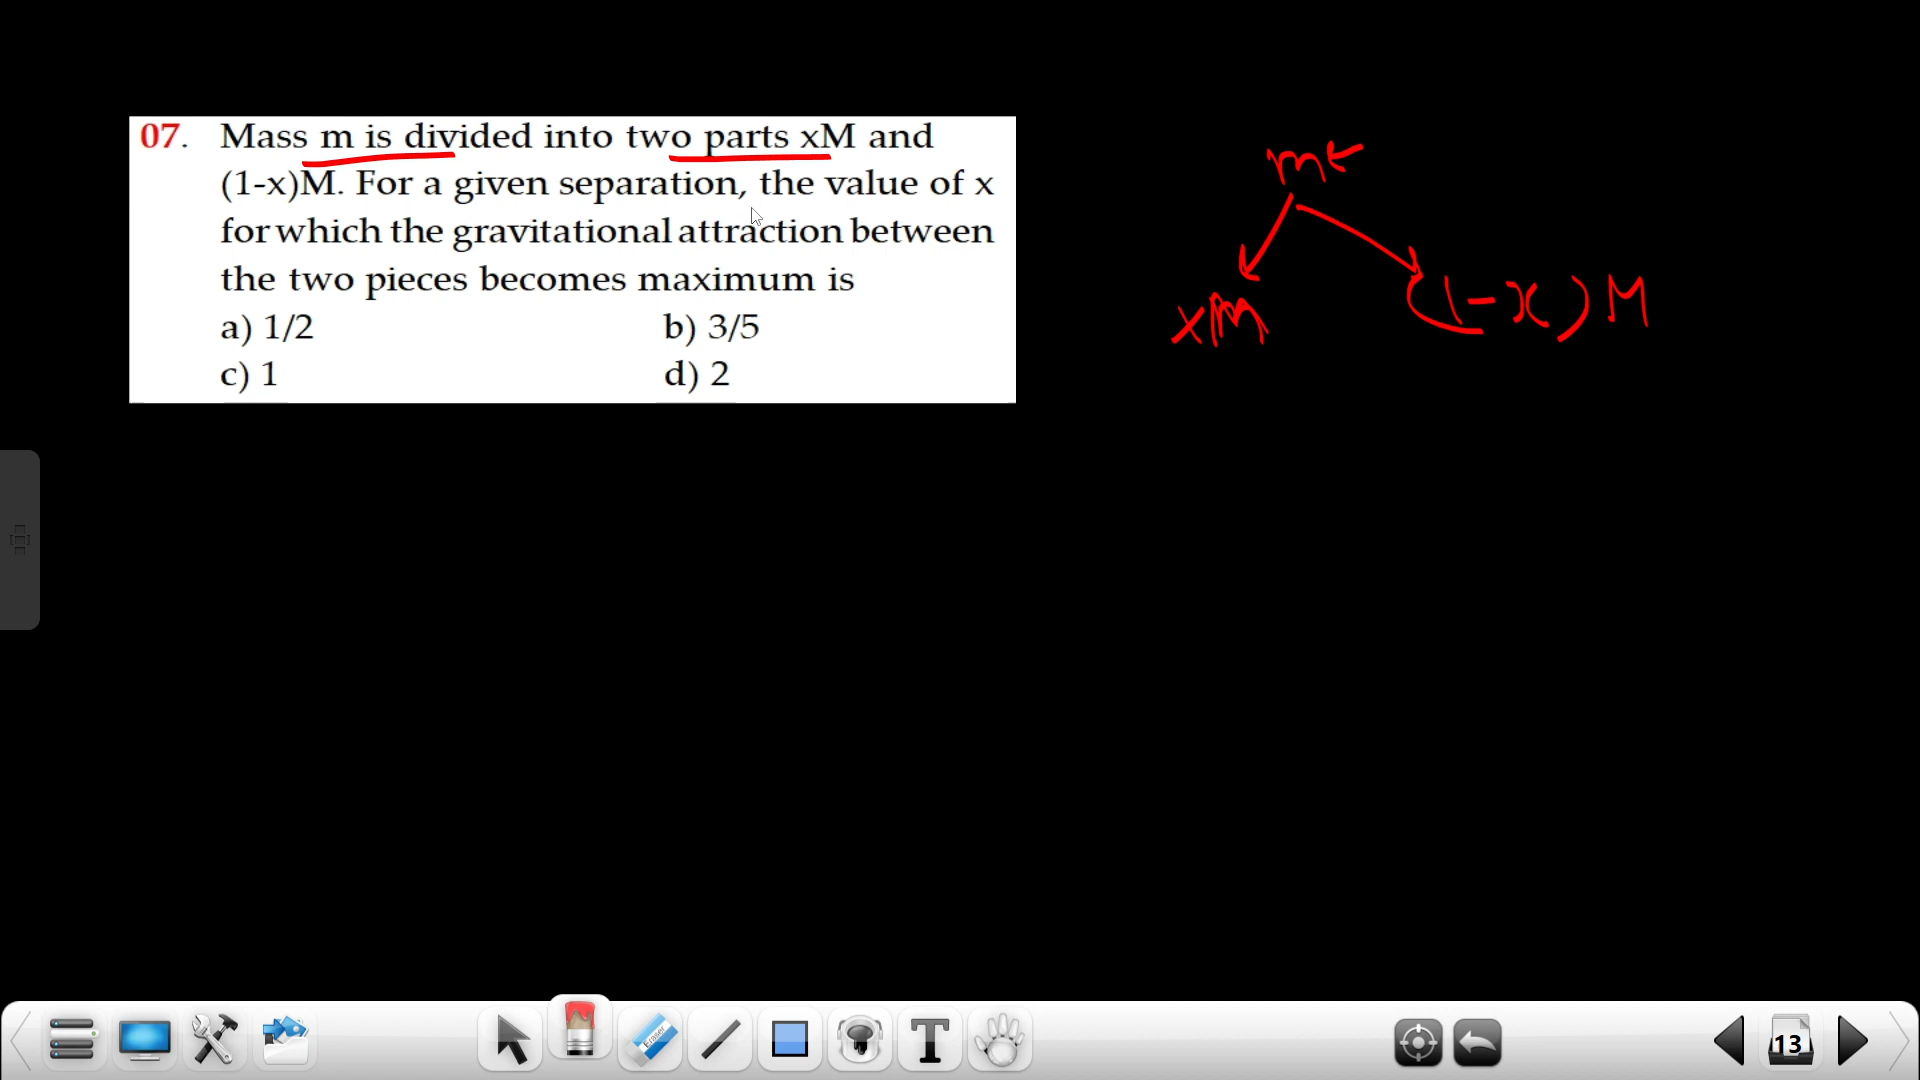 07. Mass m is divided into two parts xM and
(1-x)M. For a given separation, the value of x
for which the gravitational attraction between
the two pieces becomes maximum is
a) 1/2 b) 3/5
c) 1 d) 2
m
xM
(1-x)M
Eraser
T
13